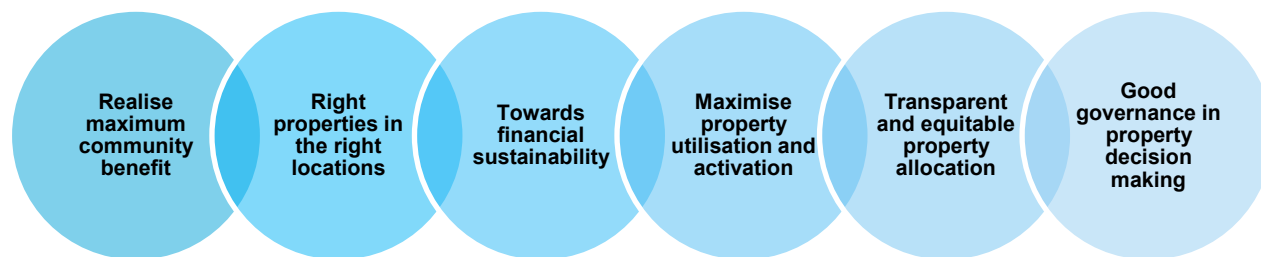 Realise
maximum
community
benefit
Right
properties in
the right
locations
Towards
financial
sustainability
Maximise
property
utilisation and
activation
Transparent
and equitable
property
allocation
Good
governance in
property
decision
making